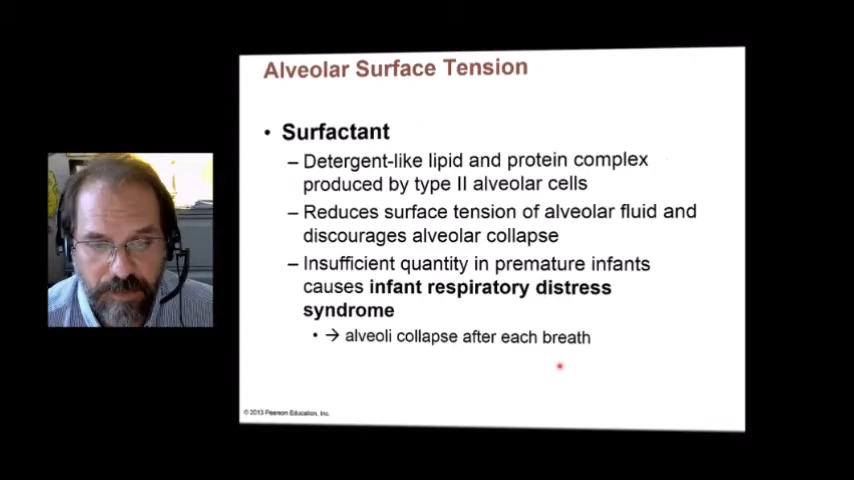 Alveolar Surface Tension
• Surfactant
– Detergent-like lipid and protein complex
produced by type II alveolar cells
– Reduces surface tension of alveolar fluid and
discourages alveolar collapse
– Insufficient quantity in premature infants
causes infant respiratory distress
syndrome
• → alveoli collapse after each breath
© 2013 Pearson Education, Inc.